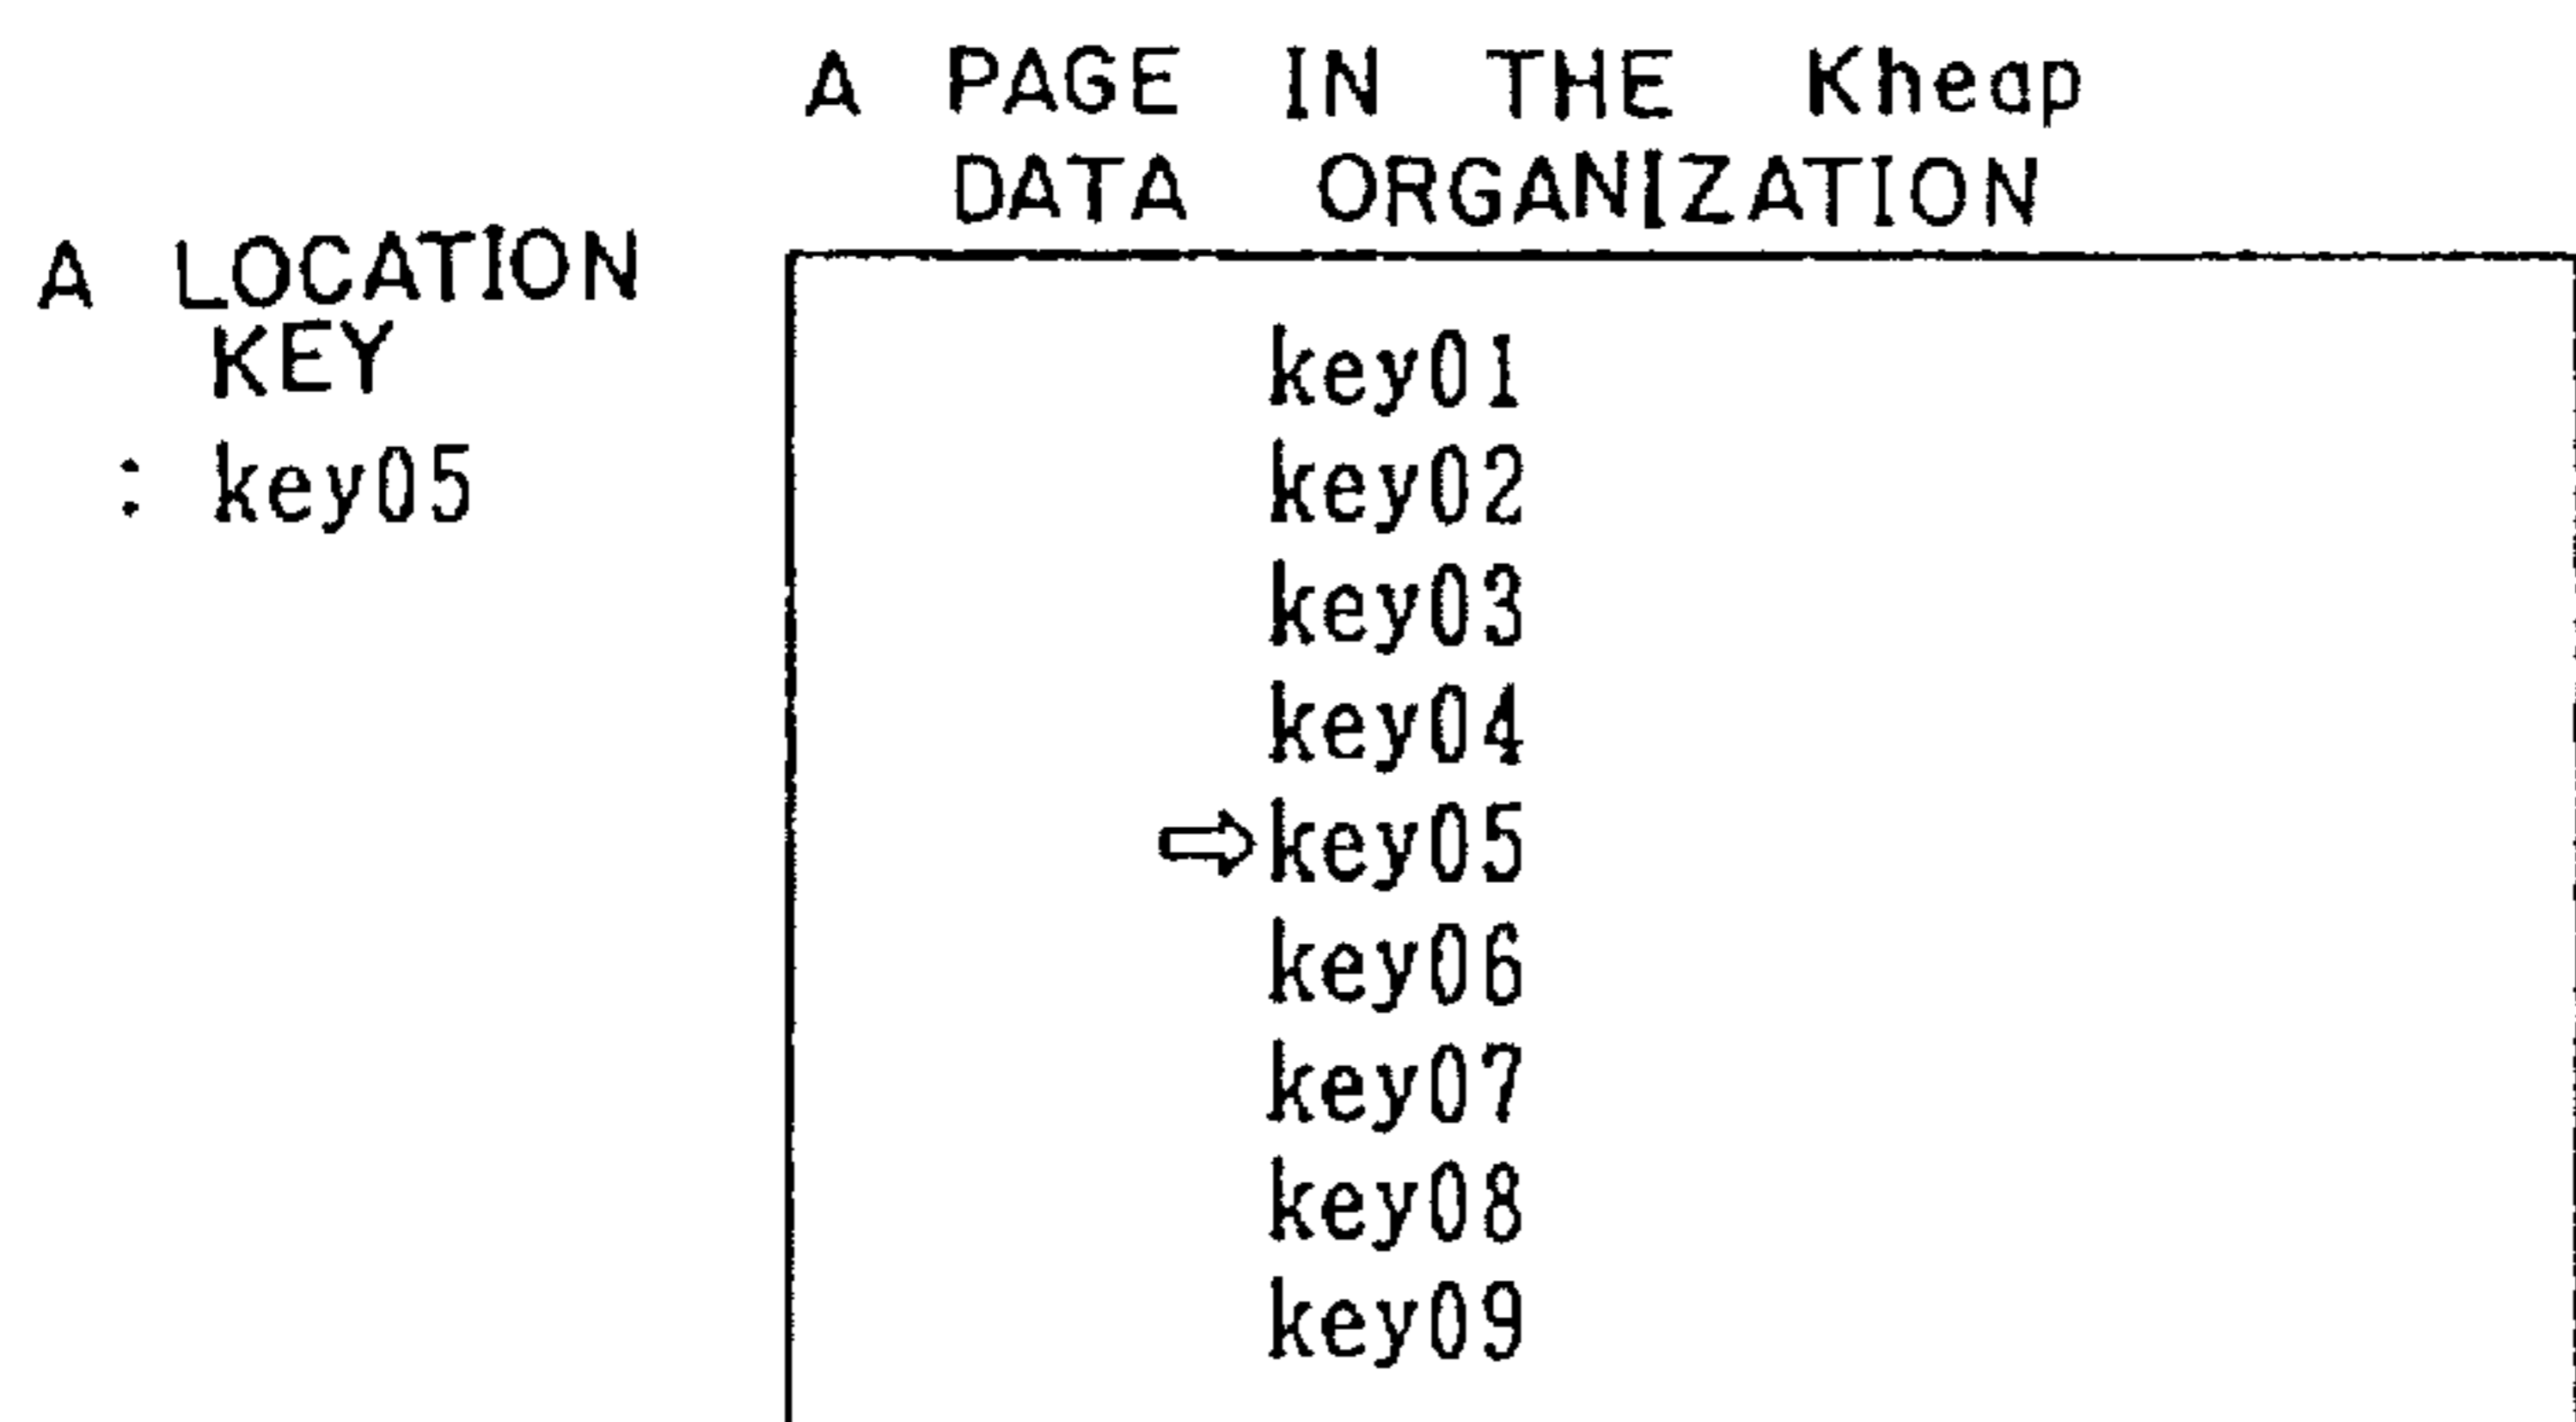 A PAGE IN THE Kheap
DATA ORGANIZATION
A LOCATION
KEY
: key05
key01
key02
key03
key04
⇨key05
key06
key07
key08
key09